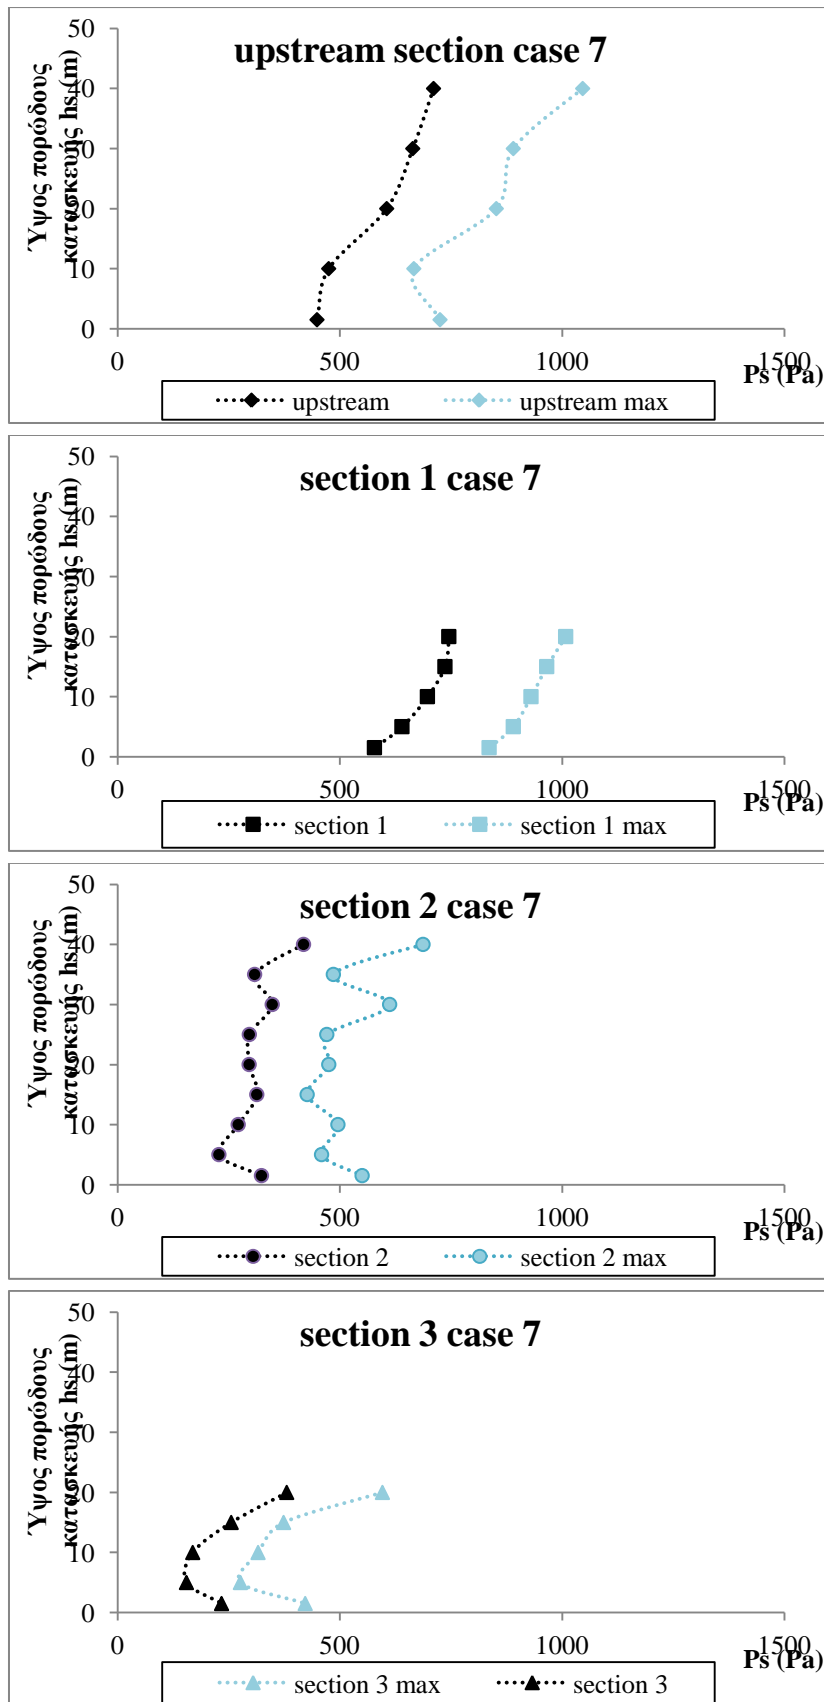 upstream section case 7
Ύψος πορώδους
κατασκευής hs (m)
50
40
30
20
10
0
0 500 1000 1500
Ps (Pa)
upstream upstream max
section 1 case 7
Ύψος πορώδους
κατασκευής hs (m)
50
40
30
20
10
0
0 500 1000 1500
Ps (Pa)
section 1 section 1 max
section 2 case 7
Ύψος πορώδους
κατασκευής hs (m)
50
40
30
20
10
0
0 500 1000 1500
Ps (Pa)
section 2 section 2 max
section 3 case 7
Ύψος πορώδους
κατασκευής hs (m)
50
40
30
20
10
0
0 500 1000 1500
Ps (Pa)
section 3 max section 3